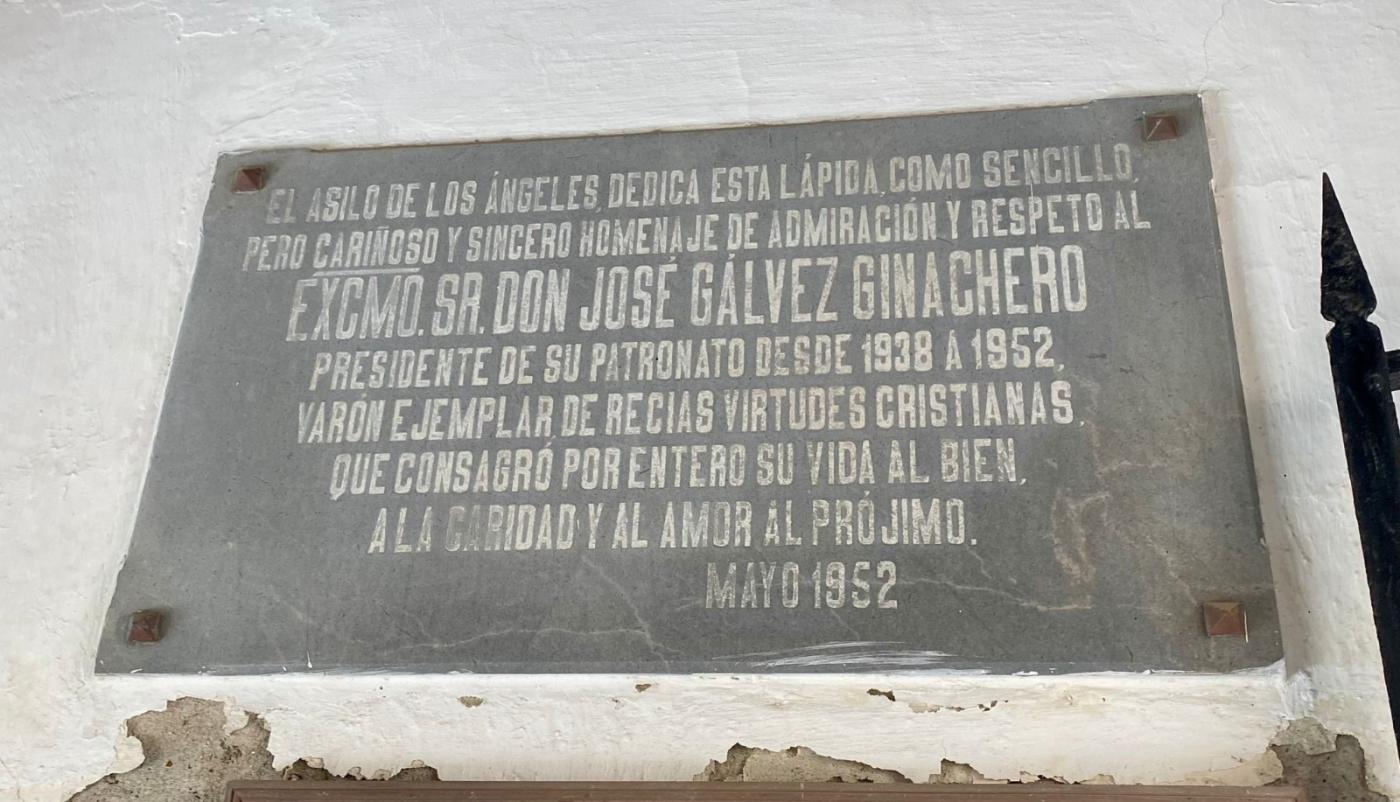 EL ASILO DE LOS ÁNGELES, DEDICA ESTA LÁPIDA, COMO SENCILLO,
PERO CARIÑOSO Y SINCERO HOMENAJE DE ADMIRACIÓN Y RESPETO AL
EXCMO. SR. DON JOSÉ GÁLVEZ GINACHERO
PRESIDENTE DE SU PATRONATO DESDE 1938 Á 1952,
VARÓN EJEMPLAR DE RECIAS VIRTUDES CRISTIANAS,
QUE CONSAGRÓ POR ENTERO SU VIDA AL BIEN,
A LA CARIDAD Y AL AMOR AL PRÓJIMO.
MAYO 1952